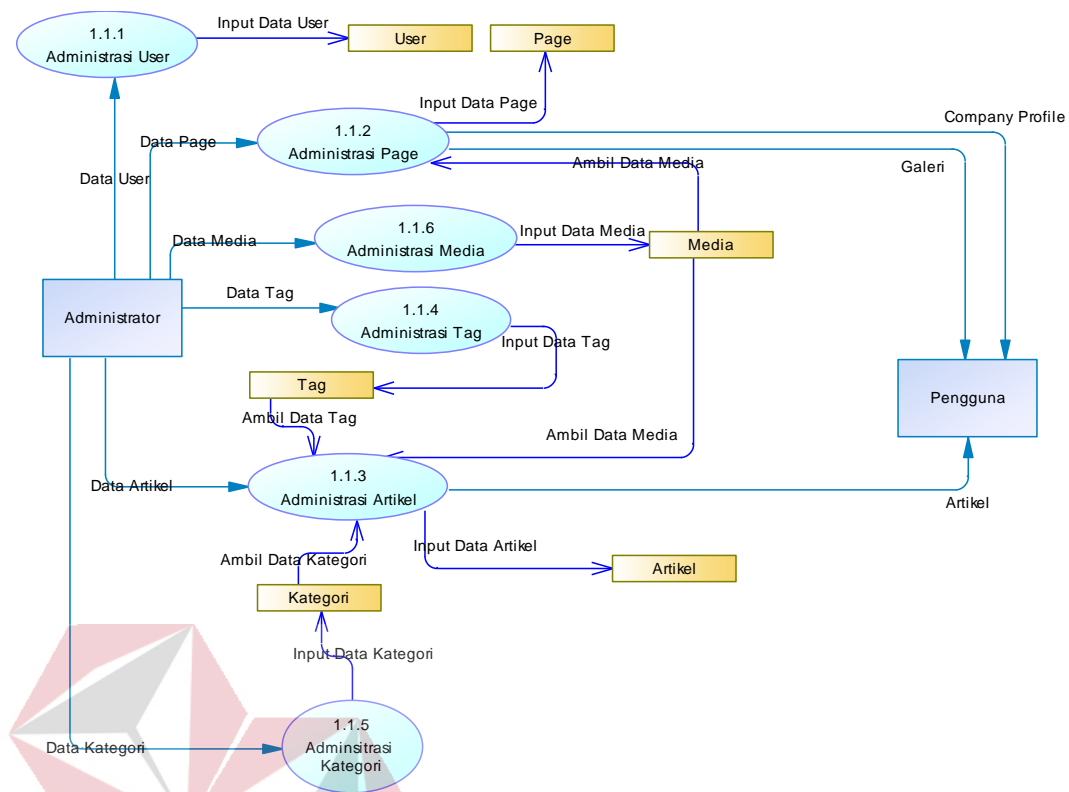 Input Data User
1.1.1
Administrasi User
User
Page
Input Data Page
Company Profile
1.1.2
Administrasi Page
Data Page
Ambil Data Media
Galeri
Data User
1.1.6
Administrasi Media
Data Media
Input Data Media
Media
Data Tag
1.1.4
Administrasi Tag
Administrator
Input Data Tag
Tag
Pengguna
Ambil Data Tag
Ambil Data Media
1.1.3
Administrasi Artikel
Data Artikel
Artikel
Input Data Artikel
Ambil Data Kategori
Artikel
Kategori
Input Data Kategori
1.1.5
Adminsitrasi
Kategori
Data Kategori